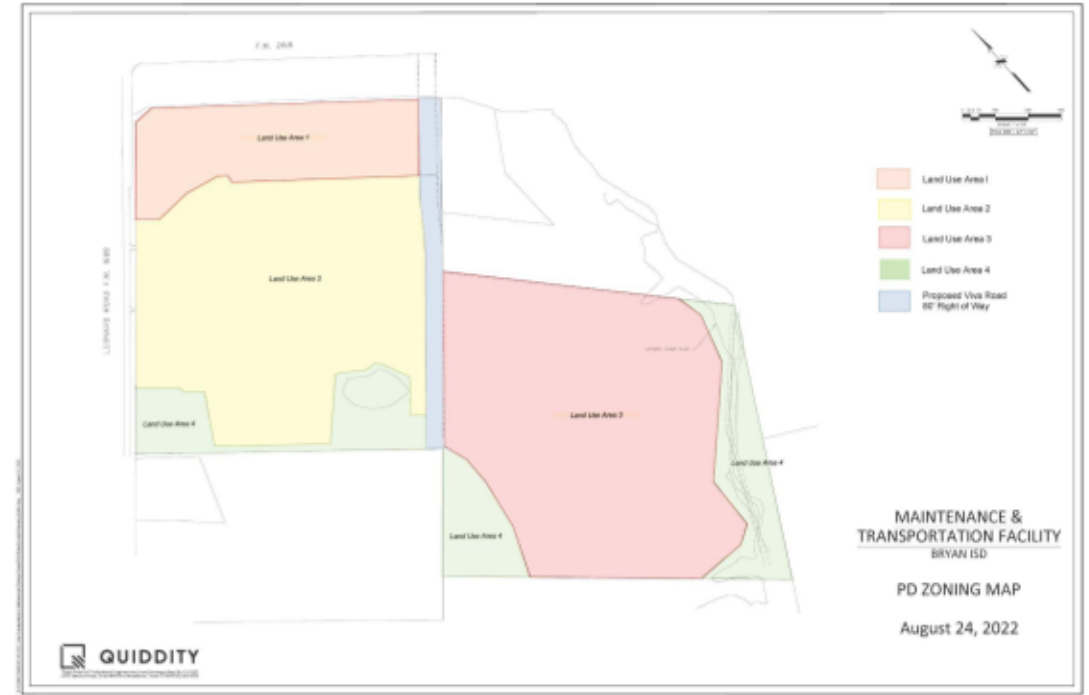 Land Use Area 1
Land Use Area 2
Land Use Area 3
Land Use Area 4
Land Use Area 4
Land Use Area 4
Land Use Area I
Land Use Area 2
Land Use Area 3
Land Use Area 4
Proposed Viva Road
80' Right of Way
MAINTENANCE &
TRANSPORTATION FACILITY
BRYAN ISD
PD ZONING MAP
August 24, 2022
QUIDDITY